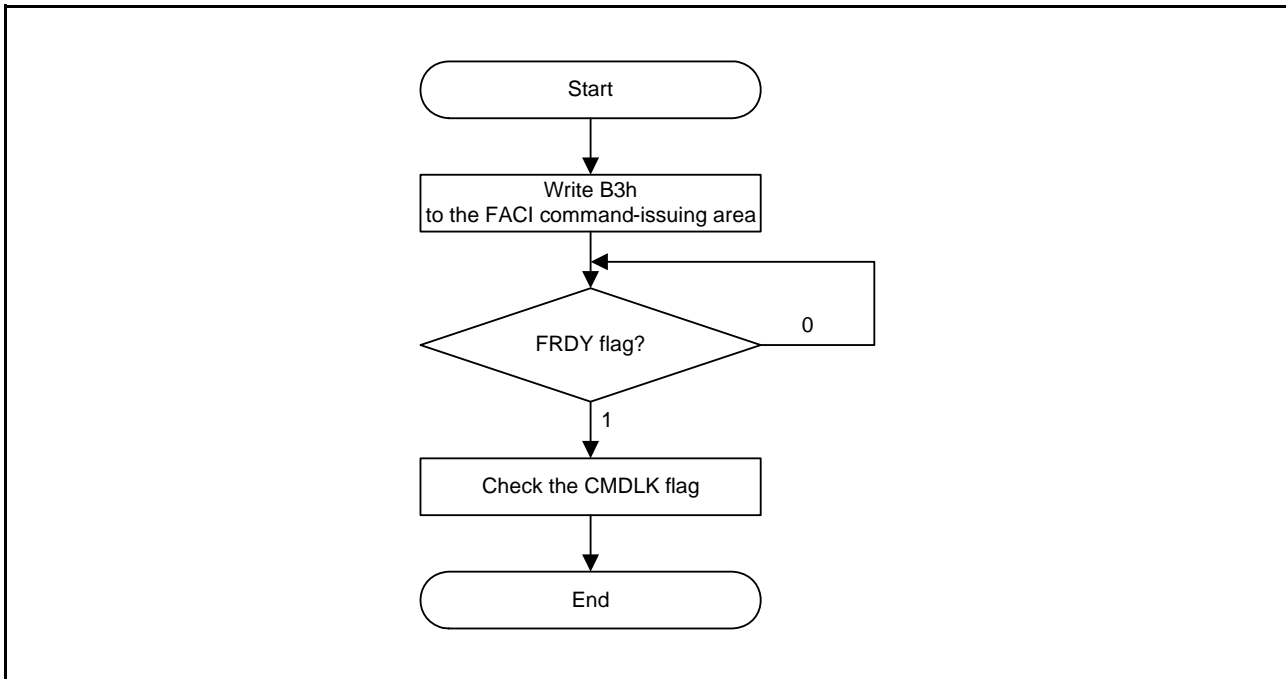 Start
Write B3h
to the FACI command-issuing area
FRDY flag?
0
1
Check the CMDLK flag
End